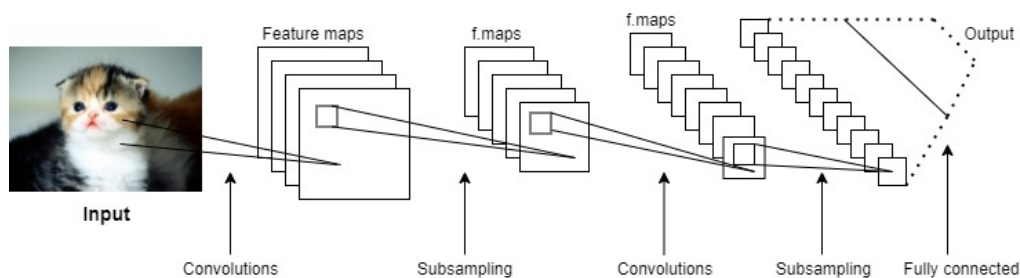 Feature maps
f.maps
f.maps
Output
Input
Convolutions
Subsampling
Convolutions
Subsampling
Fully connected